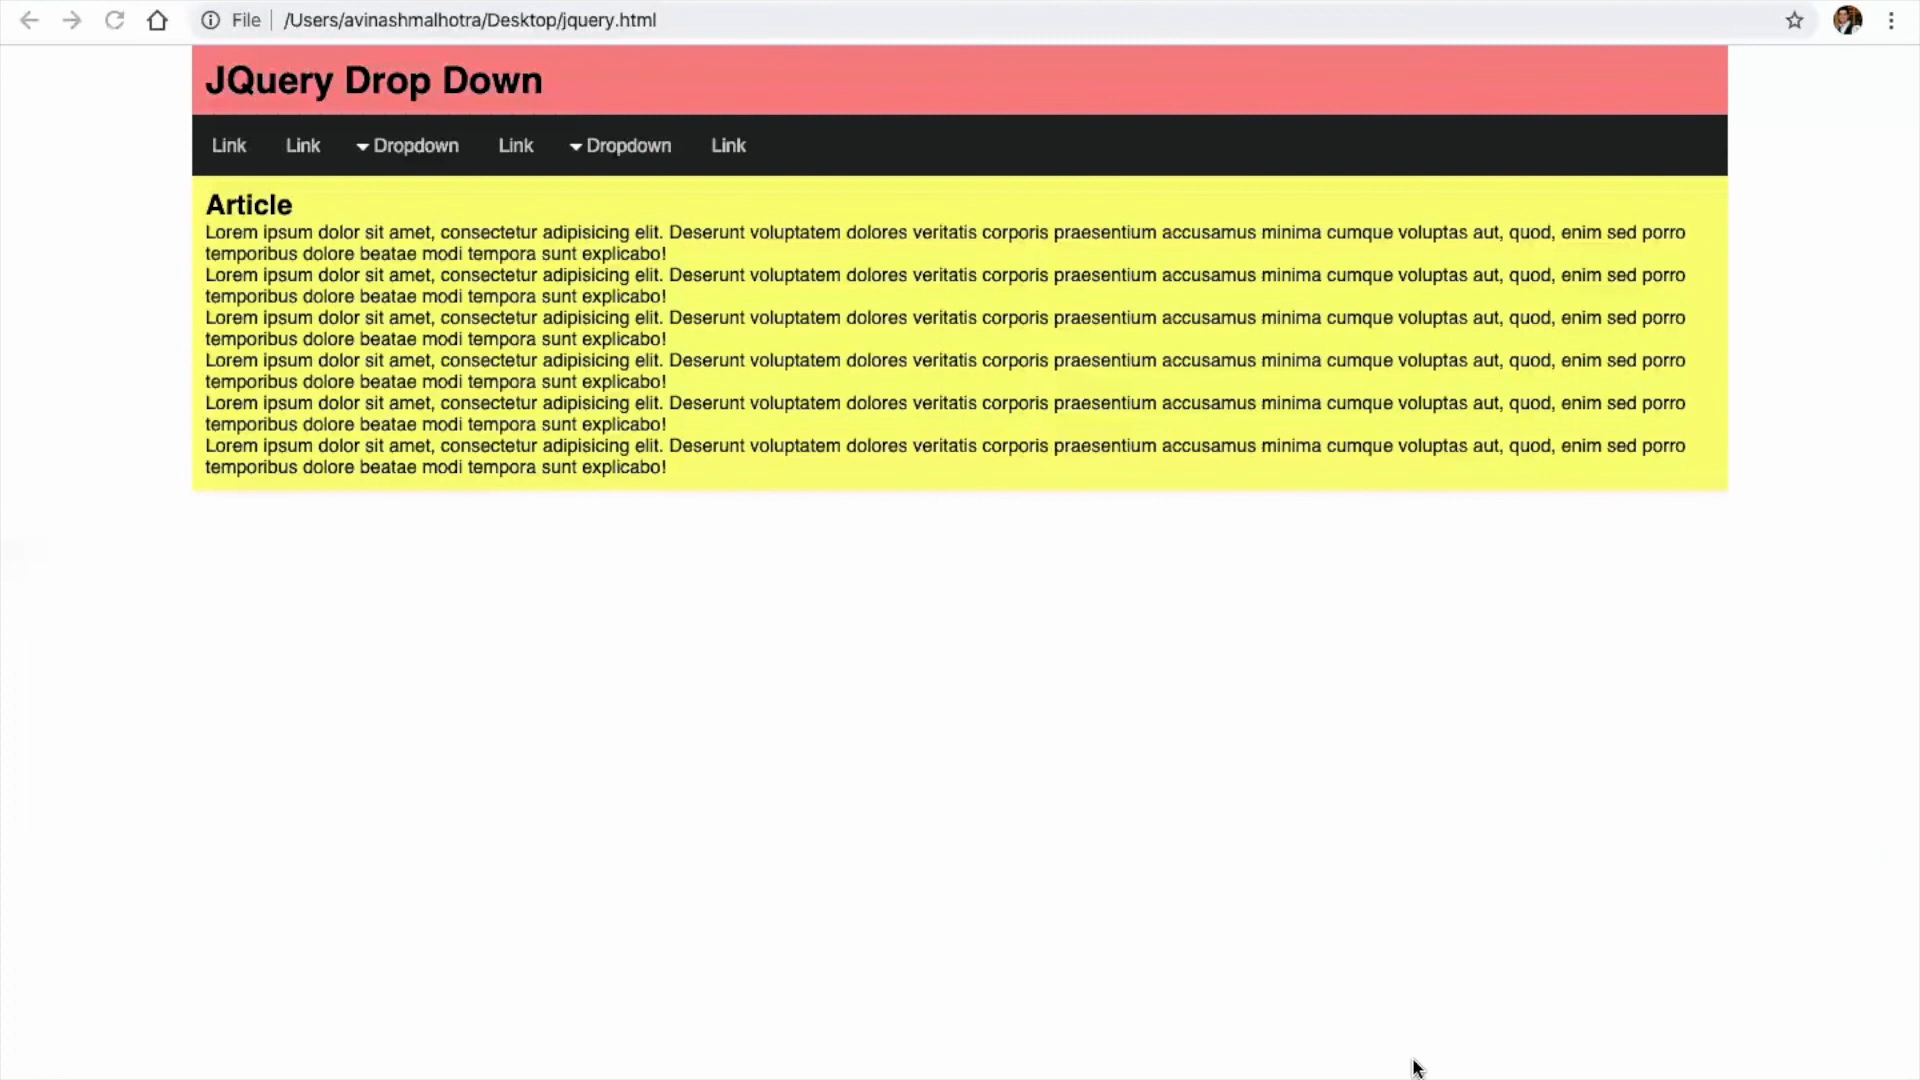 File /Users/avinashmalhotra/Desktop/jquery.html
JQuery Drop Down
Link Link Dropdown Link Dropdown Link
Article
Lorem ipsum dolor sit amet, consectetur adipisicing elit. Deserunt voluptatem dolores veritatis corporis praesentium accusamus minima cumque voluptas aut, quod, enim sed porro
temporibus dolore beatae modi tempora sunt explicabo!
Lorem ipsum dolor sit amet, consectetur adipisicing elit. Deserunt voluptatem dolores veritatis corporis praesentium accusamus minima cumque voluptas aut, quod, enim sed porro
temporibus dolore beatae modi tempora sunt explicabo!
Lorem ipsum dolor sit amet, consectetur adipisicing elit. Deserunt voluptatem dolores veritatis corporis praesentium accusamus minima cumque voluptas aut, quod, enim sed porro
temporibus dolore beatae modi tempora sunt explicabo!
Lorem ipsum dolor sit amet, consectetur adipisicing elit. Deserunt voluptatem dolores veritatis corporis praesentium accusamus minima cumque voluptas aut, quod, enim sed porro
temporibus dolore beatae modi tempora sunt explicabo!
Lorem ipsum dolor sit amet, consectetur adipisicing elit. Deserunt voluptatem dolores veritatis corporis praesentium accusamus minima cumque voluptas aut, quod, enim sed porro
temporibus dolore beatae modi tempora sunt explicabo!
Lorem ipsum dolor sit amet, consectetur adipisicing elit. Deserunt voluptatem dolores veritatis corporis praesentium accusamus minima cumque voluptas aut, quod, enim sed porro
temporibus dolore beatae modi tempora sunt explicabo!